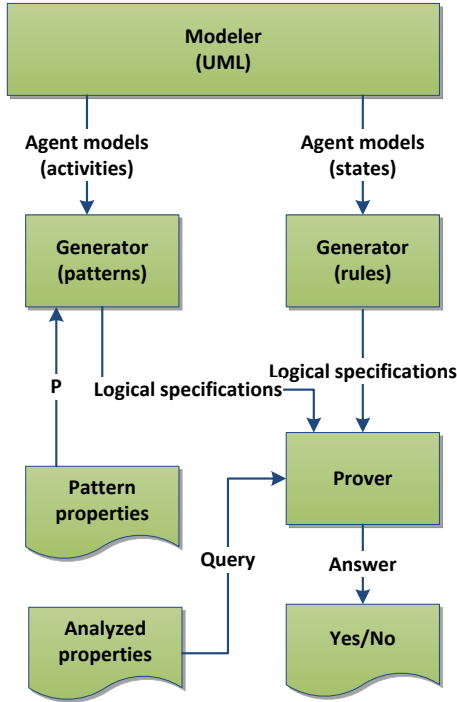 Modeler
(UML)
Agent models
(activities)
Agent models
(states)
Generator
(patterns)
Generator
(rules)
P
Logical specifications
Logical specifications
Pattern
properties
Prover
Query
Answer
Analyzed
properties
Yes/No